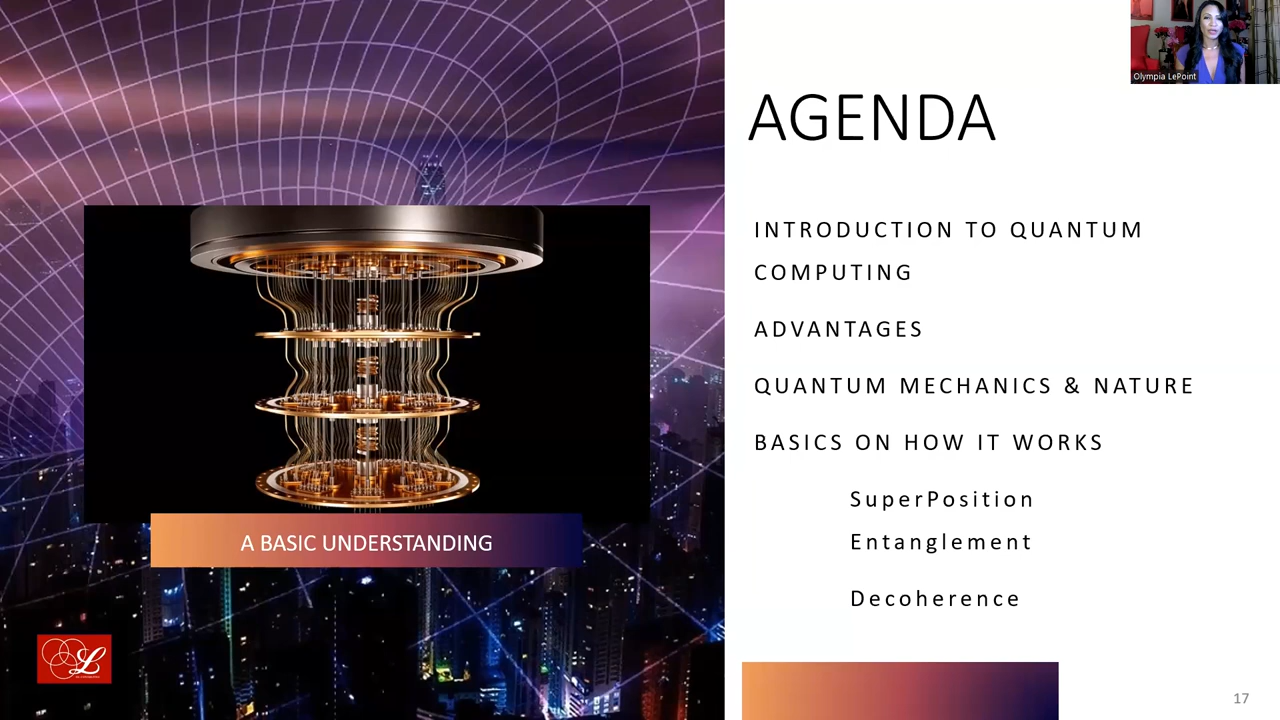 Olympia LePoint
AGENDA
INTRODUCTION TO QUANTUM
COMPUTING
ADVANTAGES
QUANTUM MECHANICS & NATURE
BASICS ON HOW IT WORKS
SuperPosition
Entanglement
Decoherence
A BASIC UNDERSTANDING
L
17